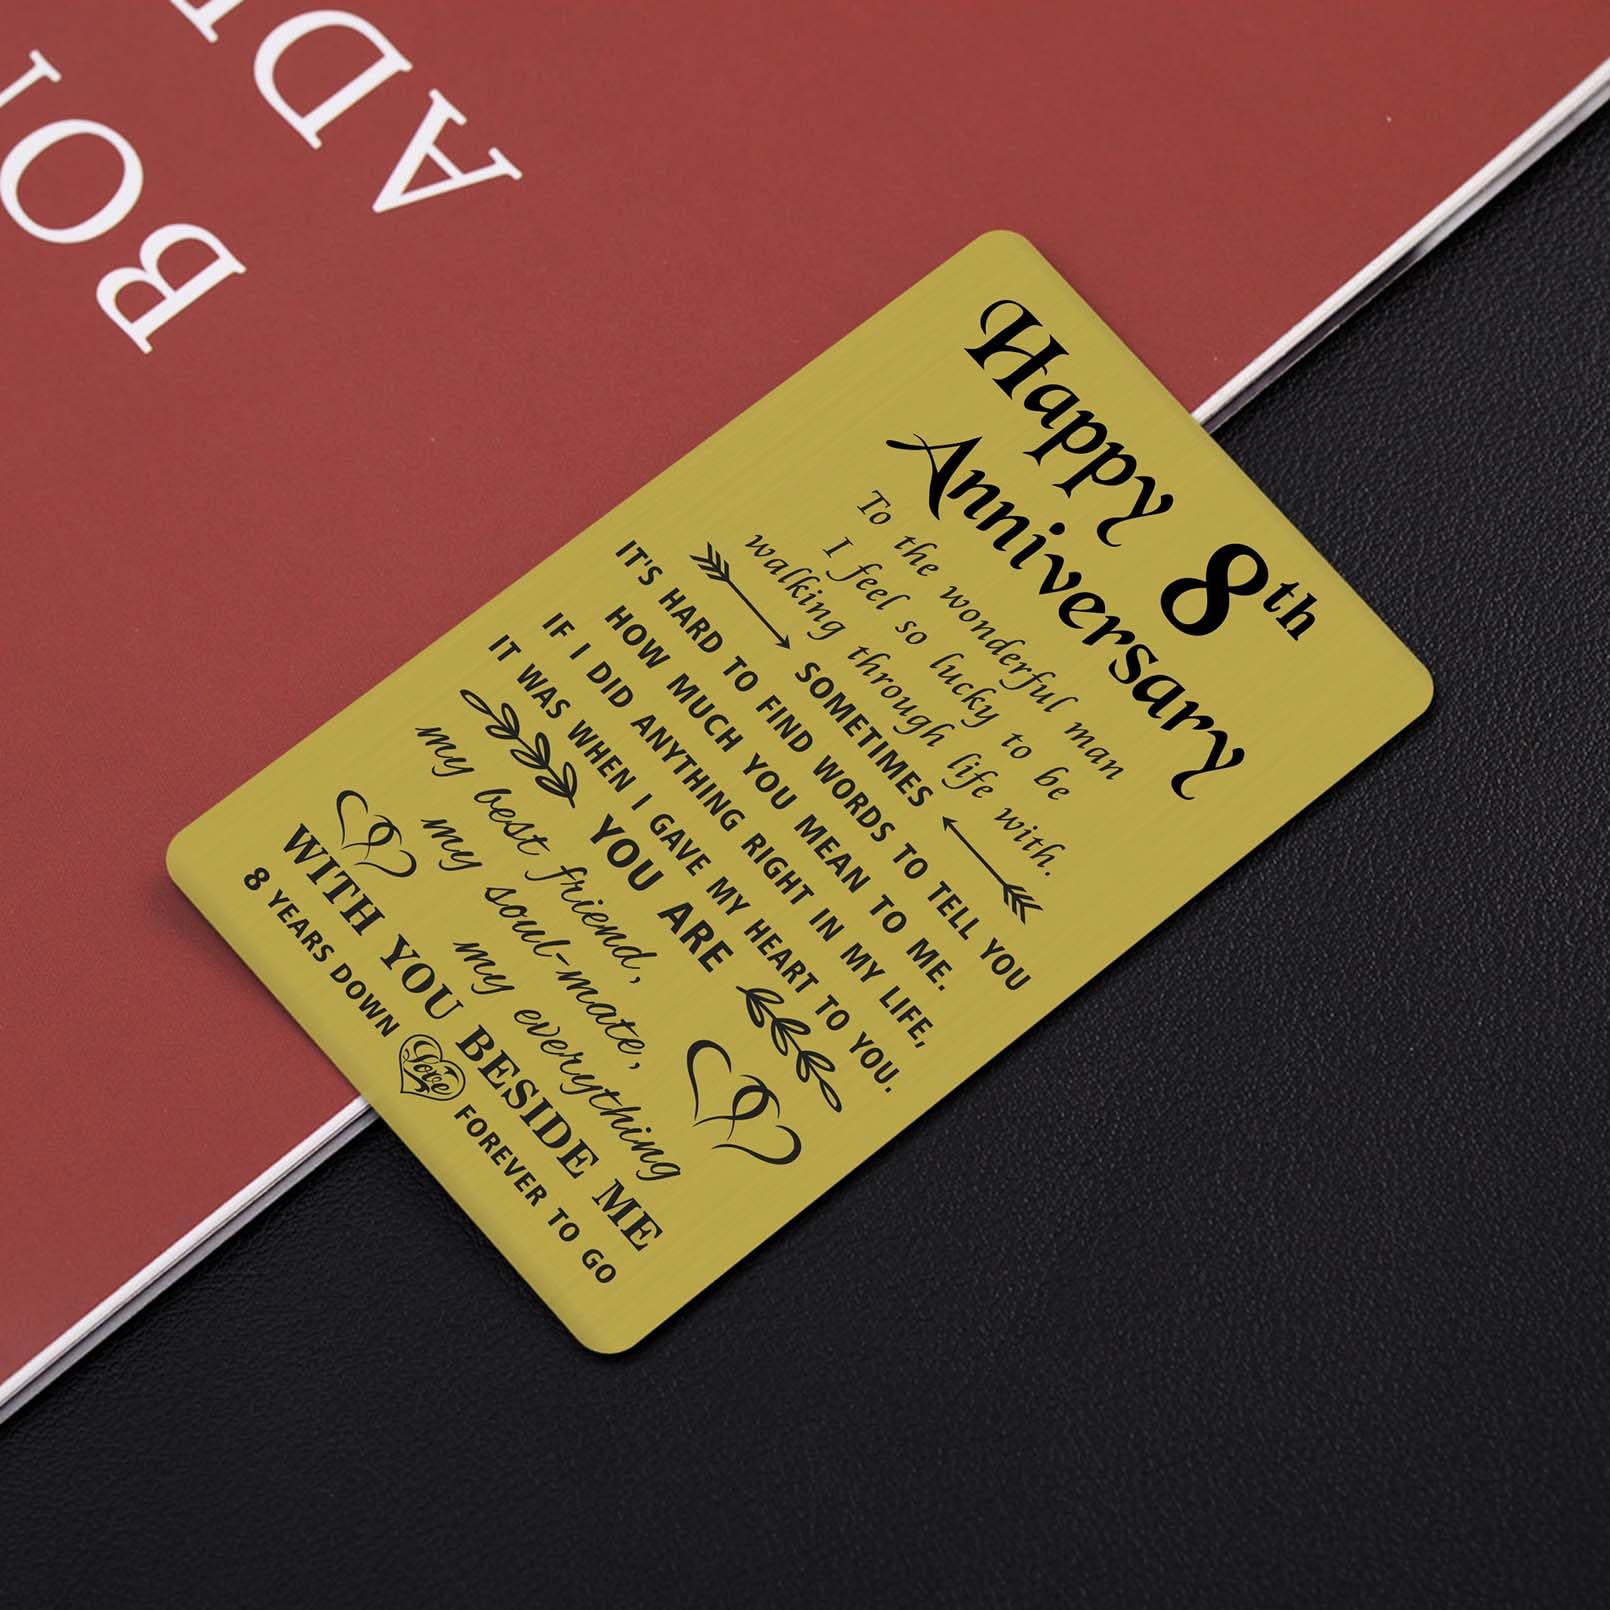 Happy 8th
Anniversary
To the wonderful man
I feel so lucky to be
walking through life with.
SOMETIMES
IT'S HARD TO FIND WORDS TO TELL YOU
HOW MUCH YOU MEAN TO ME.
IF I DID ANYTHING RIGHT IN MY LIFE,
IT WAS WHEN I GAVE MY HEART TO YOU.
YOU ARE
my best friend,
my soul-mate,
my everything
WITH YOU BESIDE ME
8 YEARS DOWN Love FOREVER TO GO